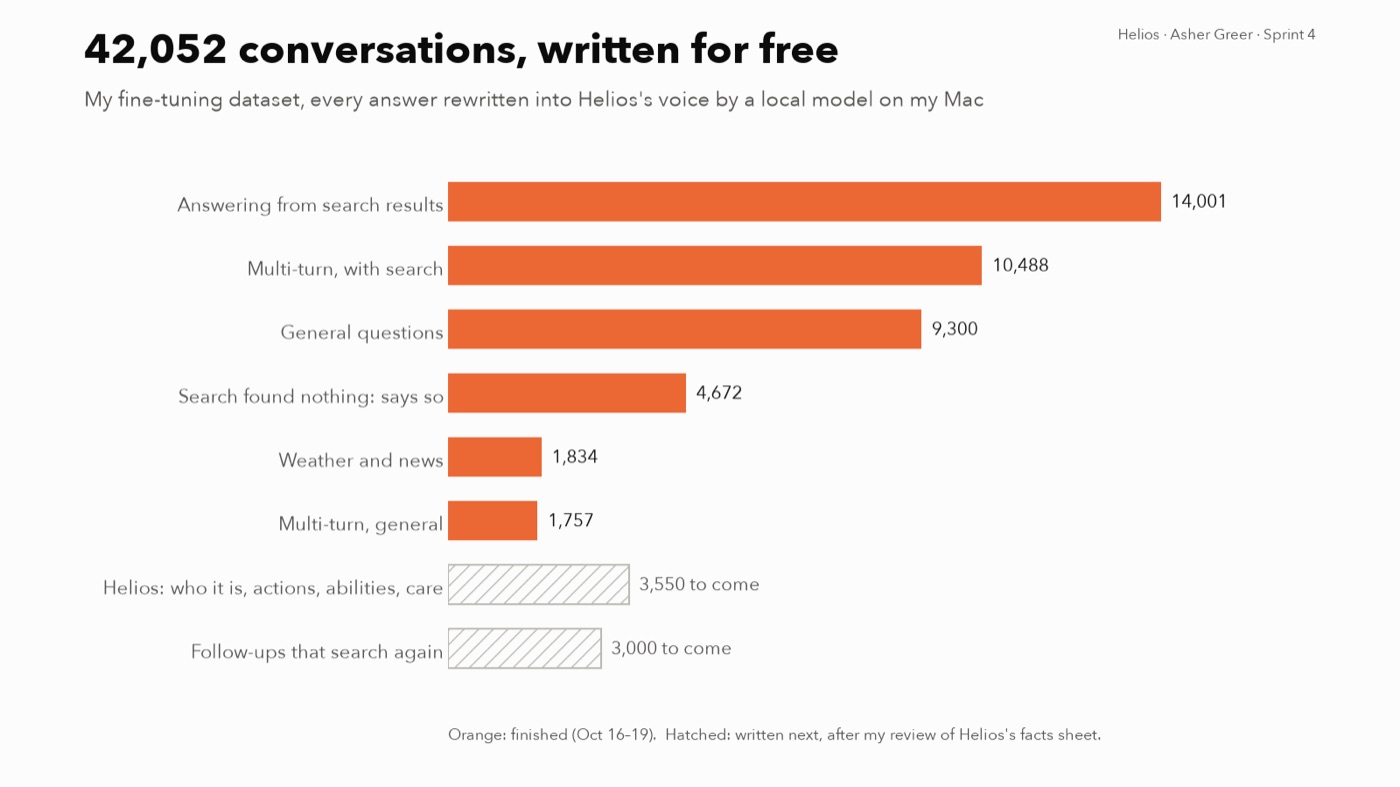 42,052 conversations, written for free
Helios · Asher Greer · Sprint 4
My fine-tuning dataset, every answer rewritten into Helios's voice by a local model on my Mac
Answering from search results 14,001
Multi-turn, with search 10,488
General questions 9,300
Search found nothing: says so 4,672
Weather and news 1,834
Multi-turn, general 1,757
Helios: who it is, actions, abilities, care 3,550 to come
Follow-ups that search again 3,000 to come
Orange: finished (Oct 16–19). Hatched: written next, after my review of Helios's facts sheet.